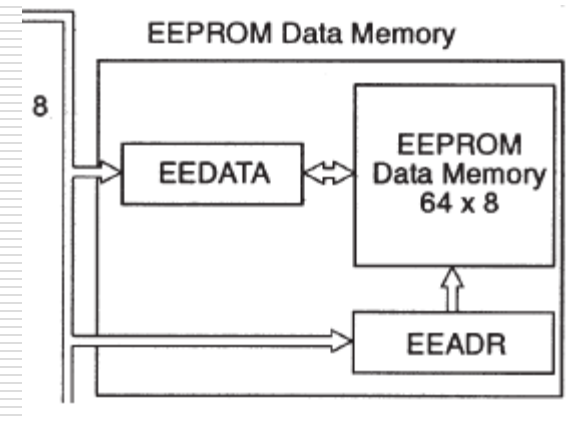 EEPROM Data Memory
8
EEDATA
EEPROM
Data Memory
64 x 8
EEADR